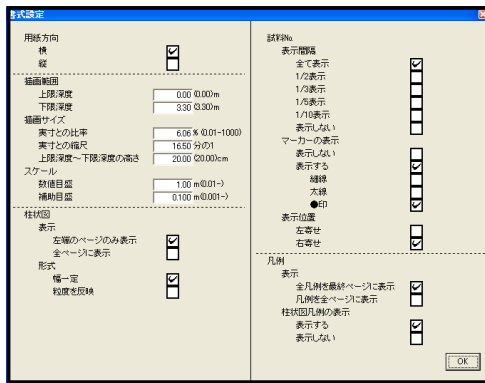 書式設定
用紙方向
横
縦
描画範囲
上限深度 0.00 (0.00)m
下限深度 3.30 (3.30)m
描画サイズ
実寸との比率 6.06 % (0.01-1000)
実寸との縮尺 16.50 分の1
上限深度～下限深度の高さ 20.00 (20.00)cm
スケール
数値目盛 1.00 m(0.01-)
補助目盛 0.100 m(0.001-)
柱状図
表示
左端のページのみ表示
全ページに表示
形式
幅一定
粒度を反映
試料No.
表示間隔
全て表示
1/2表示
1/3表示
1/5表示
1/10表示
表示しない
マーカーの表示
表示しない
表示する
細線
太線
●印
表示位置
左寄せ
右寄せ
凡例
表示
全凡例を最終ページに表示
凡例を全ページに表示
柱状図凡例の表示
表示する
表示しない
OK